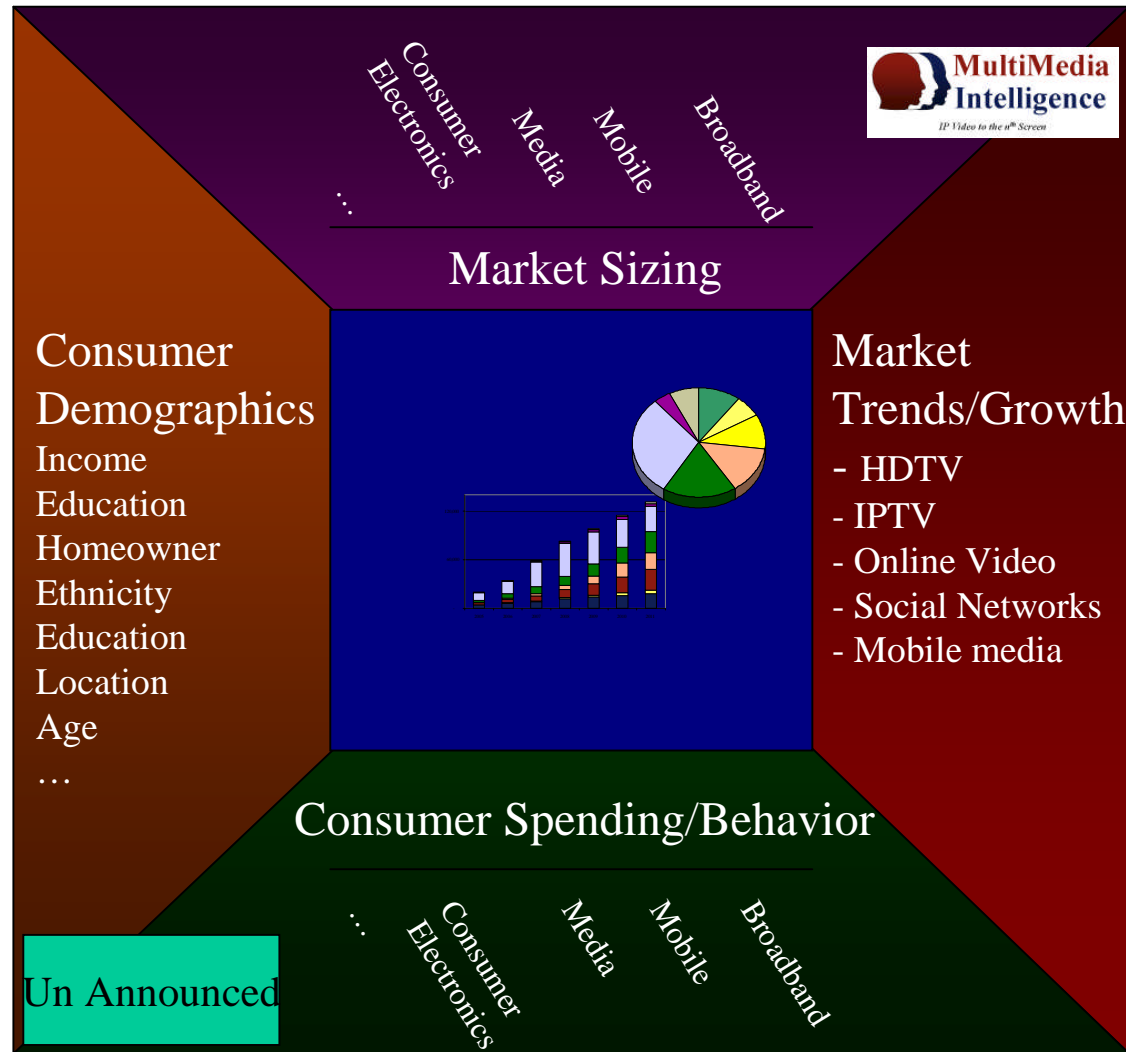 Consumer
Electronics
Media
Mobile
Broadband
…
MultiMedia
Intelligence
IP Video to the nth Screen
Market Sizing
Consumer
Demographics
Income
Education
Homeowner
Ethnicity
Education
Location
Age
…
Market
Trends/Growth
- HDTV
- IPTV
- Online Video
- Social Networks
- Mobile media
Consumer Spending/Behavior
…
Consumer
Electronics
Media
Mobile
Broadband
Un Announced